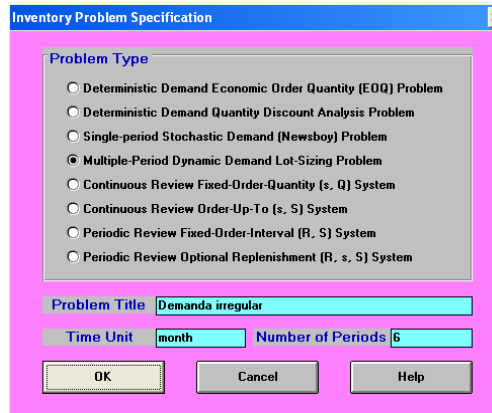 Inventory Problem Specification
Problem Type
Deterministic Demand Economic Order Quantity (EOQ) Problem
Deterministic Demand Quantity Discount Analysis Problem
Single-period Stochastic Demand (Newsboy) Problem
Multiple-Period Dynamic Demand Lot-Sizing Problem
Continuous Review Fixed-Order-Quantity (s, Q) System
Continuous Review Order-Up-To (s, S) System
Periodic Review Fixed-Order-Interval (R, S) System
Periodic Review Optional Replenishment (R, s, S) System
Problem Title Demanda irregular
Time Unit month Number of Periods 6
OK Cancel Help